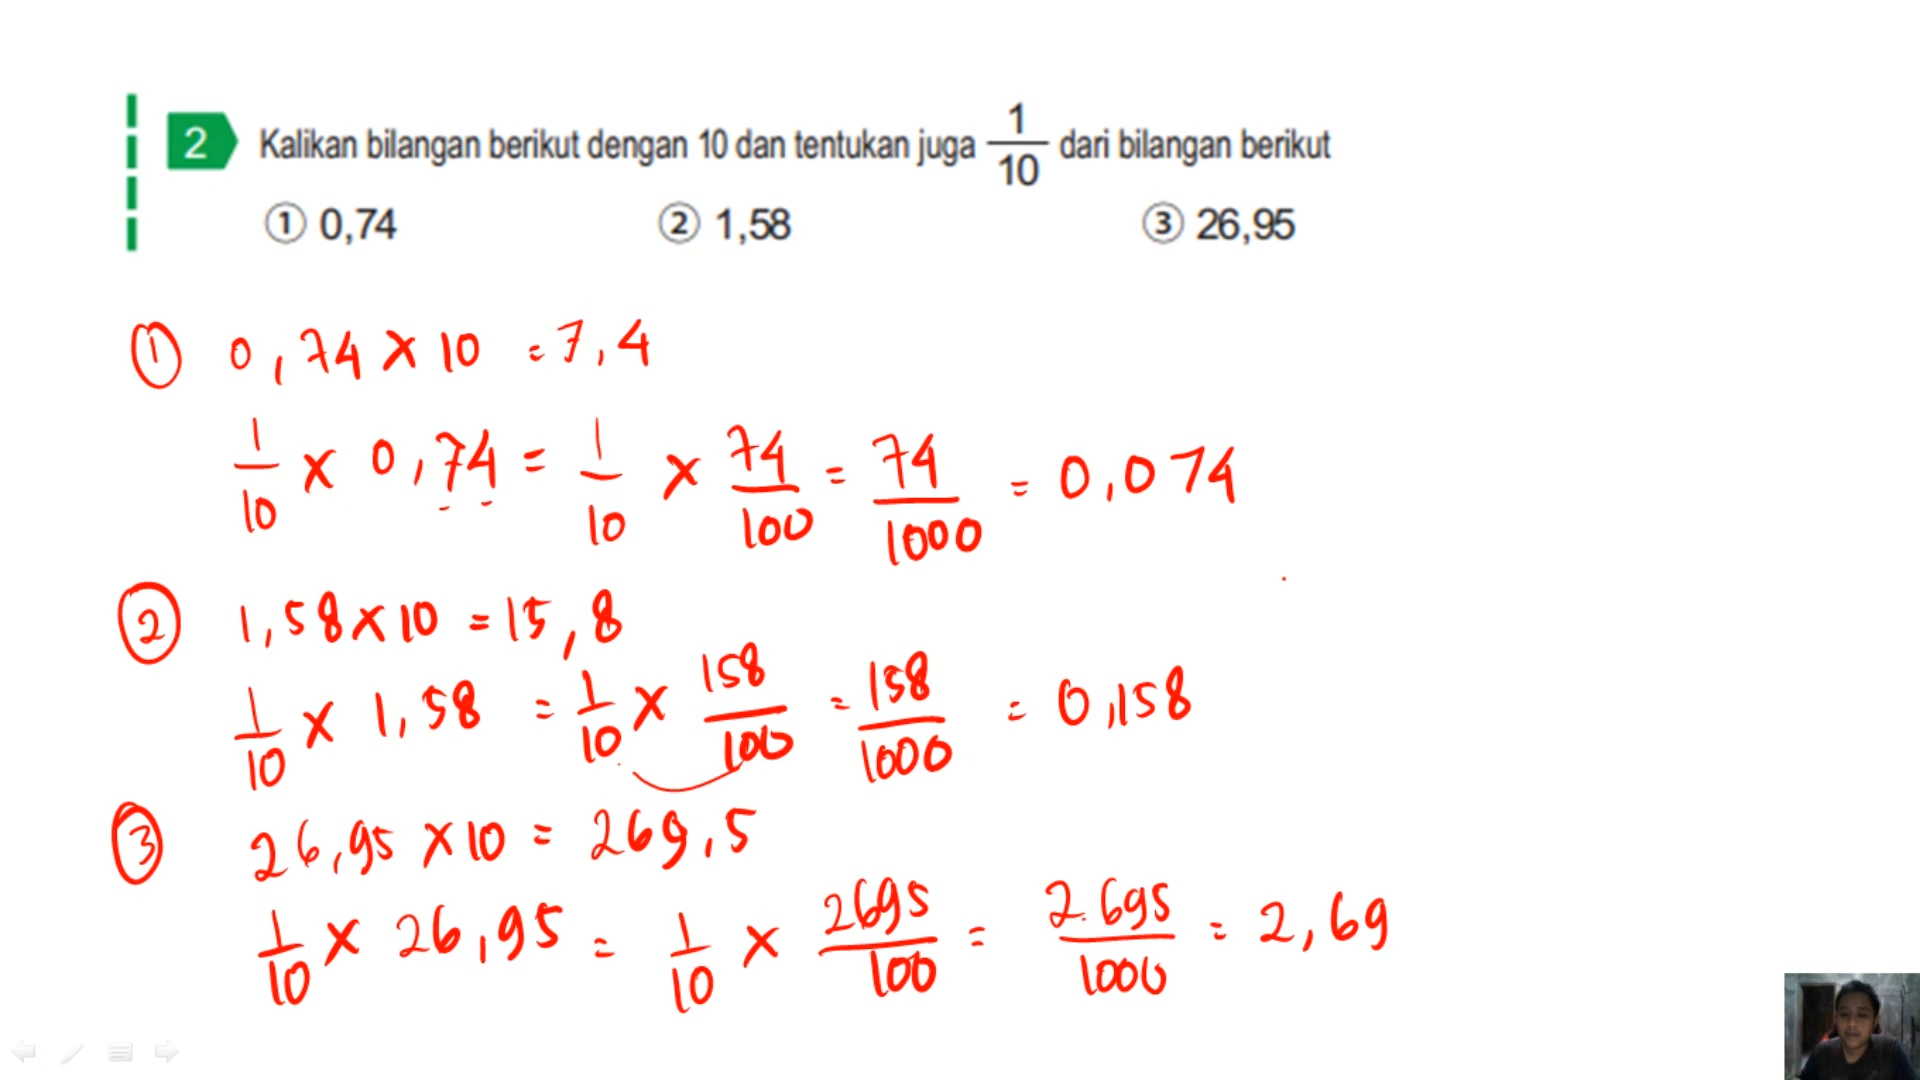 2 Kalikan bilangan berikut dengan 10 dan tentukan juga 1/10 dari bilangan berikut
① 0,74 ② 1,58 ③ 26,95
① 0,74 × 10 = 7,4
1/10 × 0,74 = 1/10 × 74/100 = 74/1000 = 0,074
② 1,58 × 10 = 15,8
1/10 × 1,58 = 1/10 × 158/100 = 158/1000 = 0,158
③ 26,95 × 10 = 269,5
1/10 × 26,95 = 1/10 × 2695/100 = 2.695/1000 = 2,69